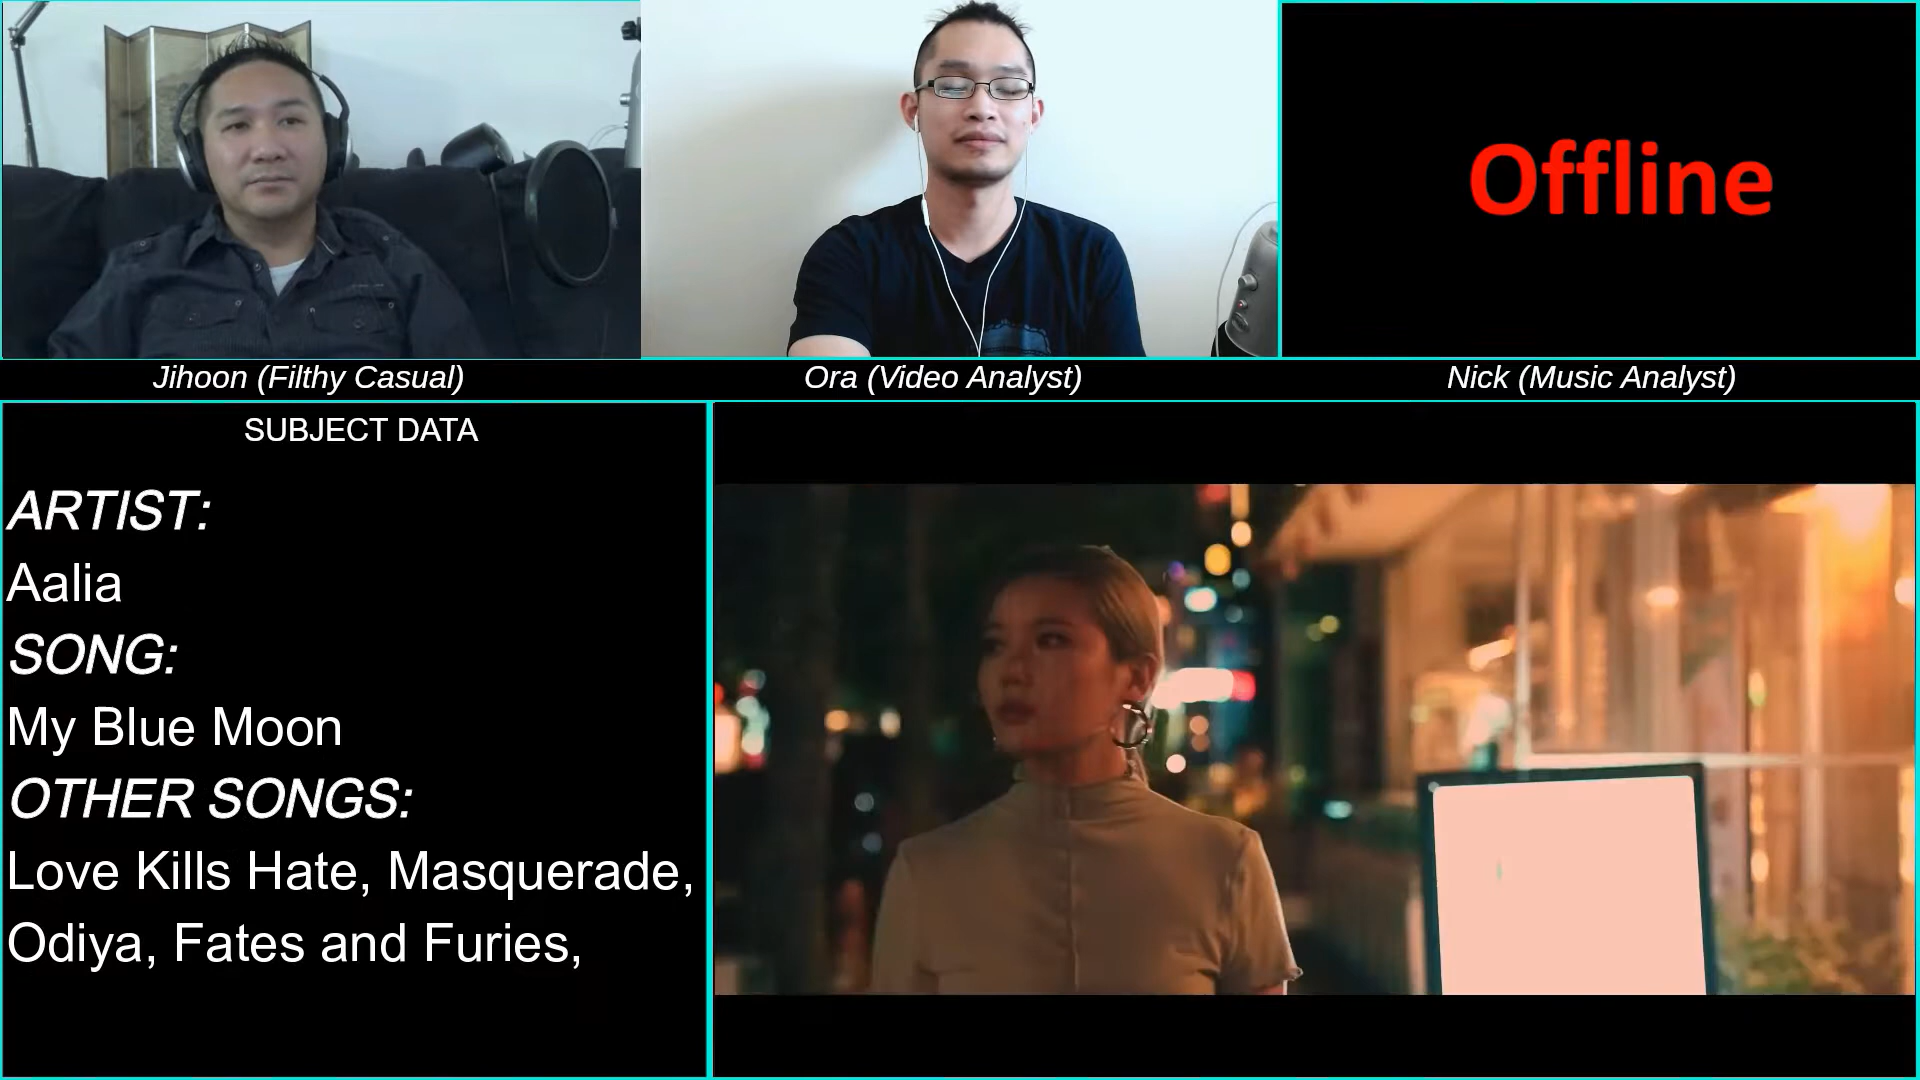 Offline
Jihoon (Filthy Casual)
Ora (Video Analyst)
Nick (Music Analyst)
SUBJECT DATA
ARTIST:
Aalia
SONG:
My Blue Moon
OTHER SONGS:
Love Kills Hate, Masquerade,
Odiya, Fates and Furies,